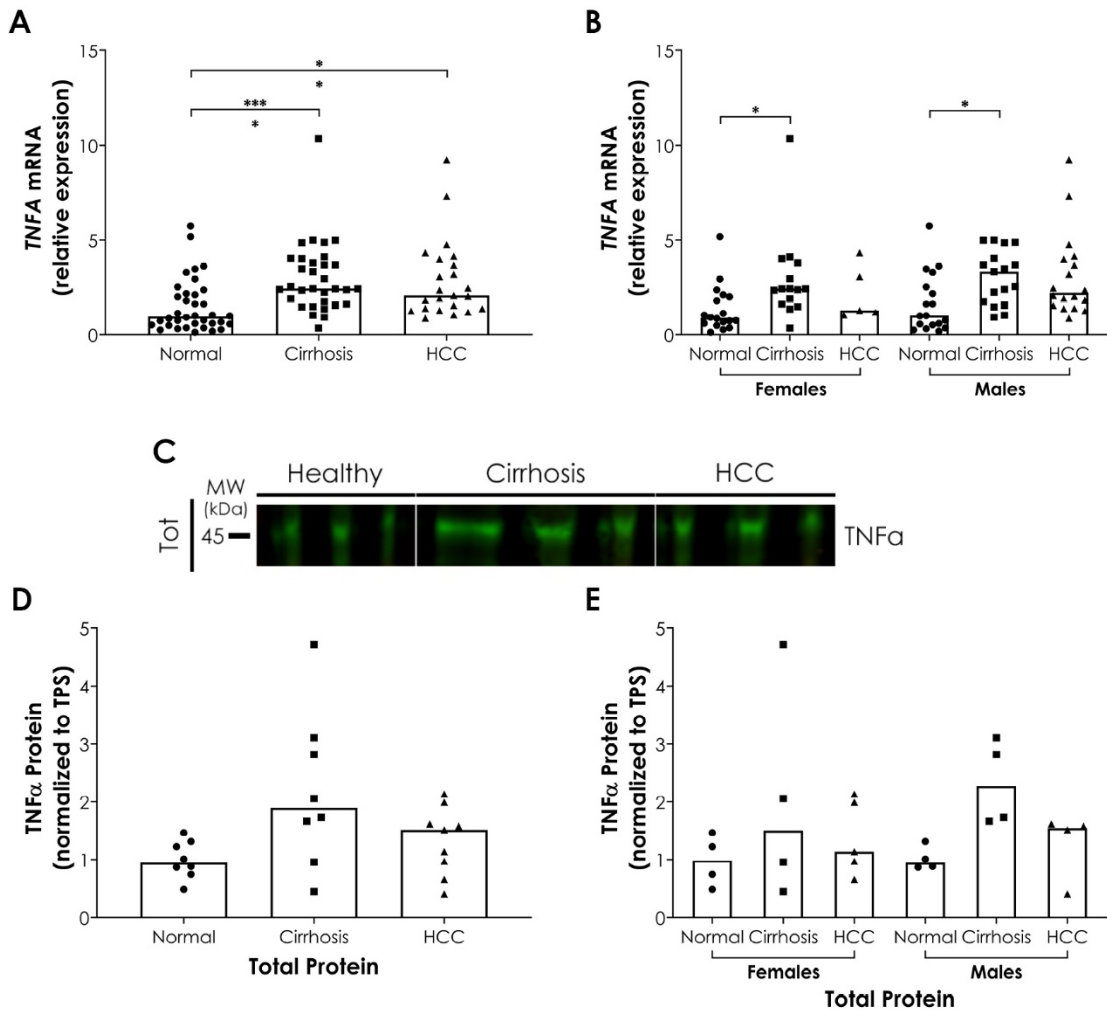 A
TNFA mRNA
(relative expression)
15
10
5
0
*
*
***
*
Normal
Cirrhosis
HCC
B
TNFA mRNA
(relative expression)
15
10
5
0
*
*
Normal Cirrhosis HCC Normal Cirrhosis HCC
Females
Males
C
Healthy
Cirrhosis
HCC
MW
(kDa)
Tot
45
TNFα
D
TNFα Protein
(normalized to TPS)
5
4
3
2
1
0
Normal
Cirrhosis
HCC
Total Protein
E
TNFα Protein
(normalized to TPS)
5
4
3
2
1
0
Normal Cirrhosis HCC Normal Cirrhosis HCC
Females
Males
Total Protein